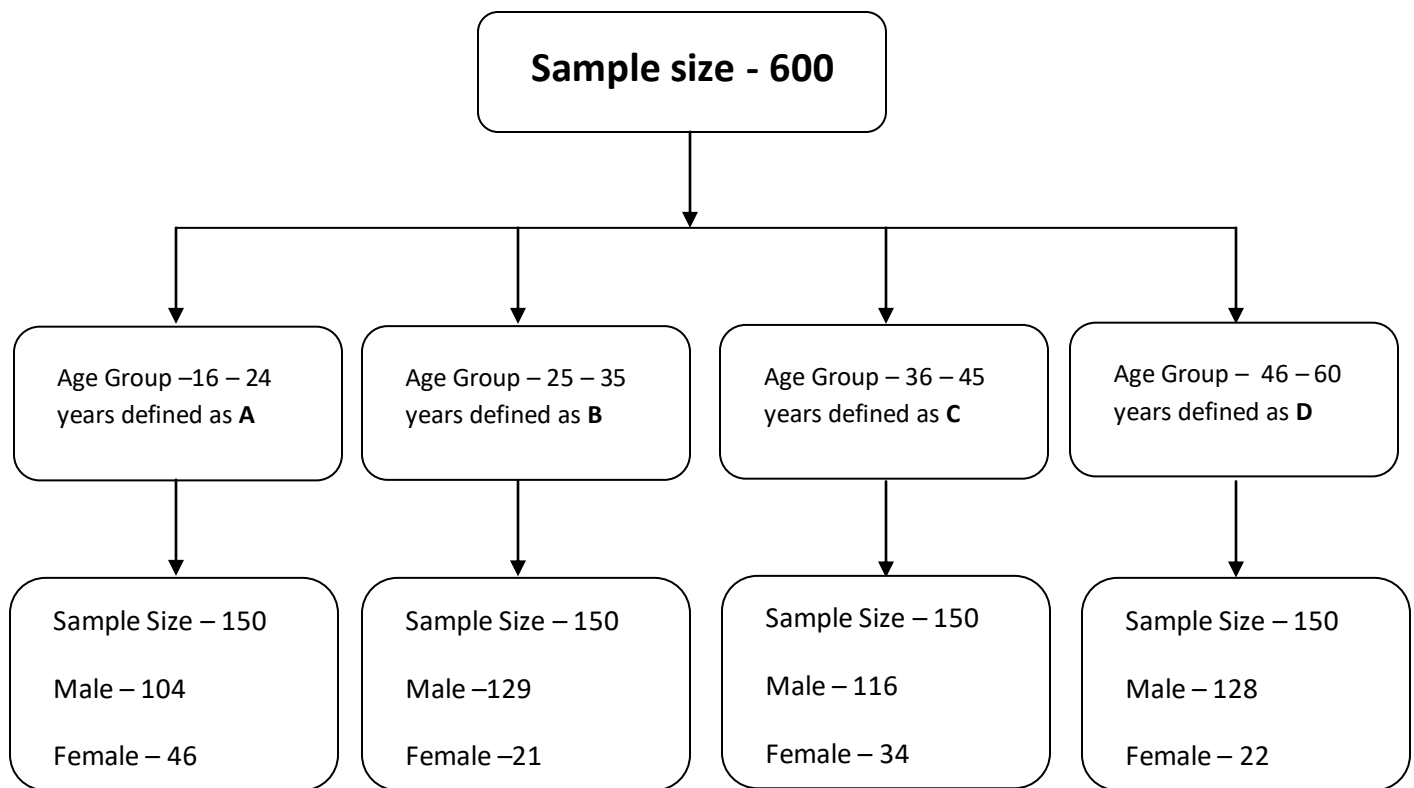 Sample size - 600
Age Group –16 – 24
years defined as A
Age Group – 25 – 35
years defined as B
Age Group – 36 – 45
years defined as C
Age Group –  46 – 60
years defined as D
Sample Size – 150
Male – 104
Female – 46
Sample Size – 150
Male –129
Female –21
Sample Size – 150
Male – 116
Female – 34
Sample Size – 150
Male – 128
Female – 22